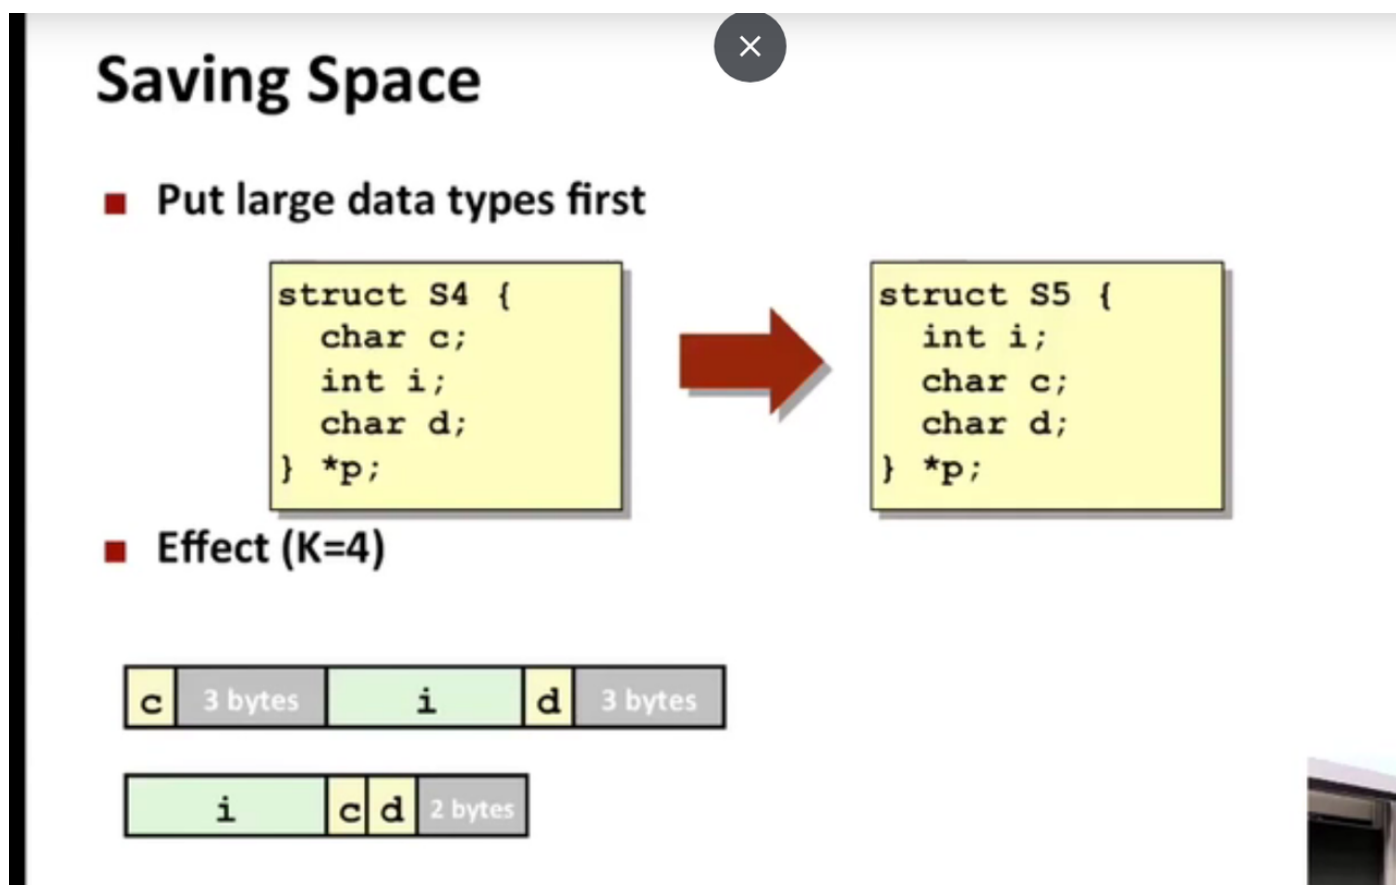 Saving Space
Put large data types first
struct S4 {
char c;
int i;
char d;
} *p;
struct S5 {
int i;
char c;
char d;
} *p;
Effect (K=4)
c 3 bytes i d 3 bytes
i c d 2 bytes